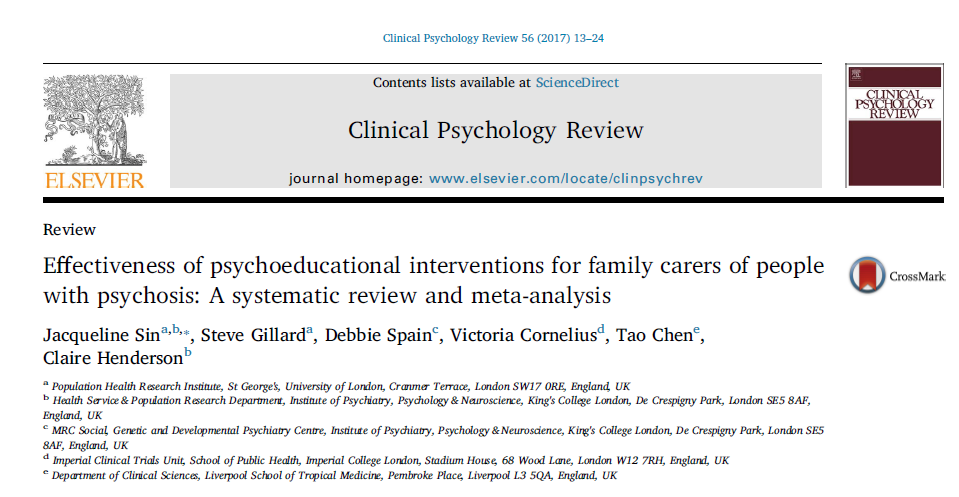 Clinical Psychology Review 56 (2017) 13–24
Contents lists available at ScienceDirect
Clinical Psychology Review
journal homepage: www.elsevier.com/locate/clinpsychrev
ELSEVIER
CLINICAL
PSYCHOLOGY
REVIEW
Review
Effectiveness of psychoeducational interventions for family carers of people
with psychosis: A systematic review and meta-analysis
CrossMark
Jacqueline Sin^a,b,⁎, Steve Gillard^a, Debbie Spain^c, Victoria Cornelius^d, Tao Chen^e,
Claire Henderson^b
^a Population Health Research Institute, St George's, University of London, Cranmer Terrace, London SW17 0RE, England, UK
^b Health Service & Population Research Department, Institute of Psychiatry, Psychology & Neuroscience, King's College London, De Crespigny Park, London SE5 8AF,
England, UK
^c MRC Social, Genetic and Developmental Psychiatry Centre, Institute of Psychiatry, Psychology & Neuroscience, King's College London, De Crespigny Park, London SE5
8AF, England, UK
^d Imperial Clinical Trials Unit, School of Public Health, Imperial College London, Stadium House, 68 Wood Lane, London W12 7RH, England, UK
^e Department of Clinical Sciences, Liverpool School of Tropical Medicine, Pembroke Place, Liverpool L3 5QA, England, UK